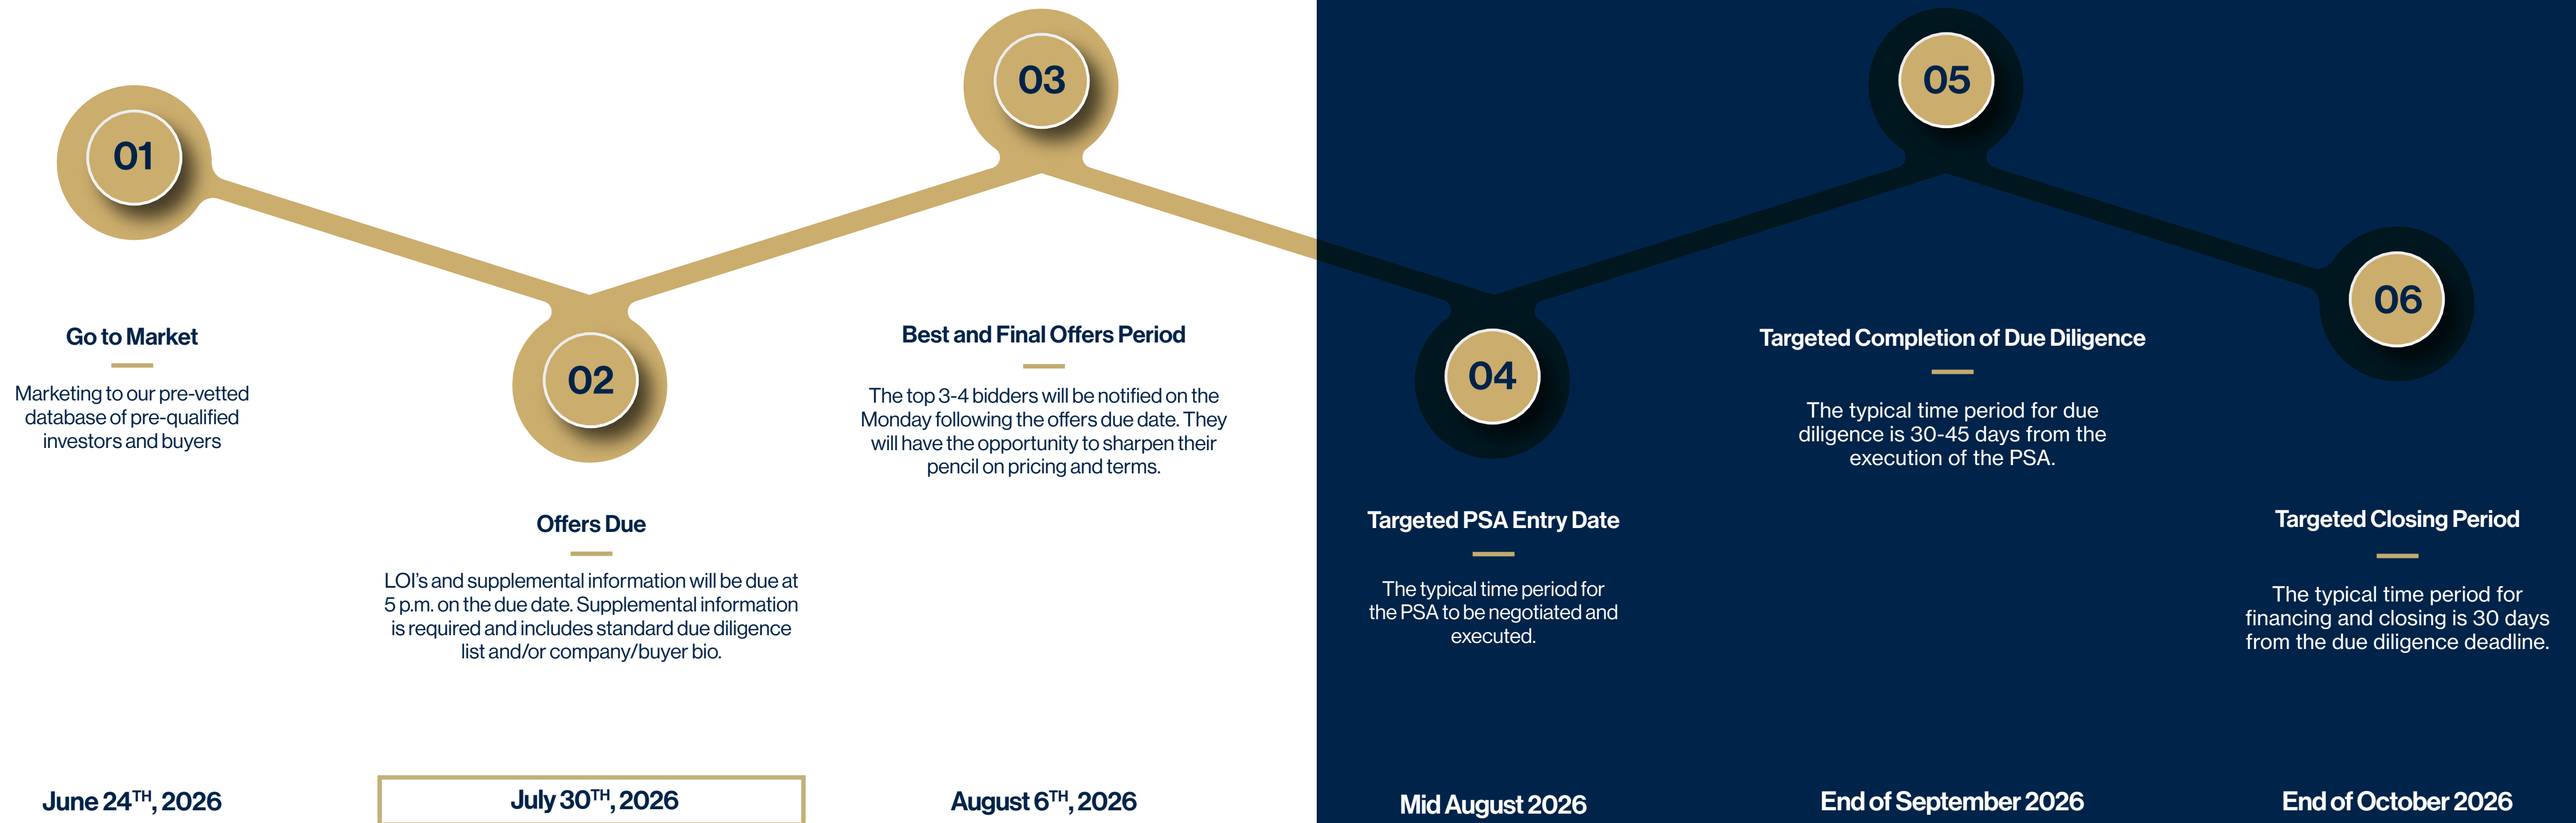 01
Go to Market
Marketing to our pre-vetted
database of pre-qualified
investors and buyers
June 24TH, 2026
02
Offers Due
LOI's and supplemental information will be due at
5 p.m. on the due date. Supplemental information
is required and includes standard due diligence
list and/or company/buyer bio.
July 30TH, 2026
03
Best and Final Offers Period
The top 3-4 bidders will be notified on the
Monday following the offers due date. They
will have the opportunity to sharpen their
pencil on pricing and terms.
August 6TH, 2026
04
Targeted PSA Entry Date
The typical time period for
the PSA to be negotiated and
executed.
Mid August 2026
05
Targeted Completion of Due Diligence
The typical time period for due
diligence is 30-45 days from the
execution of the PSA.
End of September 2026
06
Targeted Closing Period
The typical time period for
financing and closing is 30 days
from the due diligence deadline.
End of October 2026